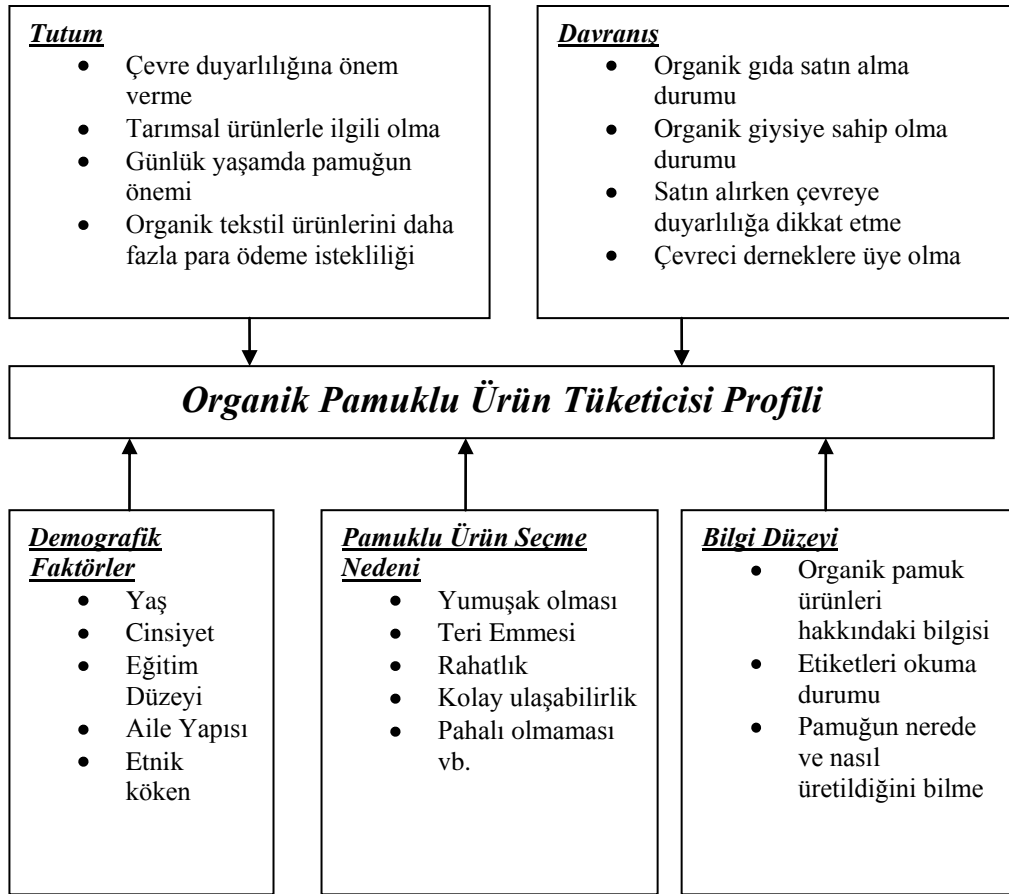 Tutum
• Çevre duyarlılığına önem
verme
• Tarımsal ürünlerle ilgili olma
• Günlük yaşamda pamuğun
önemi
• Organik tekstil ürünlerini daha
fazla para ödeme istekliliği
Davranış
• Organik gıda satın alma
durumu
• Organik giysiye sahip olma
durumu
• Satın alırken çevreye
duyarlılığa dikkat etme
• Çevreci derneklere üye olma
Organik Pamuklu Ürün Tüketicisi Profili
Demografik
Faktörler
• Yaş
• Cinsiyet
• Eğitim
Düzeyi
• Aile Yapısı
• Etnik
köken
Pamuklu Ürün Seçme
Nedeni
• Yumuşak olması
• Teri Emmesi
• Rahatlık
• Kolay ulaşabilirlik
• Pahalı olmaması
vb.
Bilgi Düzeyi
• Organik pamuk
ürünleri
hakkındaki bilgisi
• Etiketleri okuma
durumu
• Pamuğun nerede
ve nasıl
üretildiğini bilme